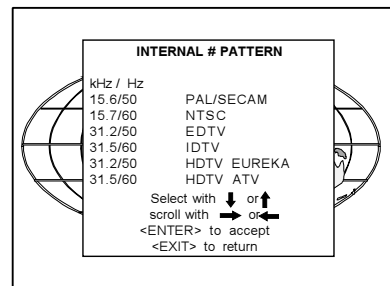 INTERNAL # PATTERN
kHz / Hz
15.6/50 PAL/SECAM
15.7/60 NTSC
31.2/50 EDTV
31.5/60 IDTV
31.2/50 HDTV EUREKA
31.5/60 HDTV ATV
Select with or
scroll with or
<ENTER> to accept
<EXIT> to return